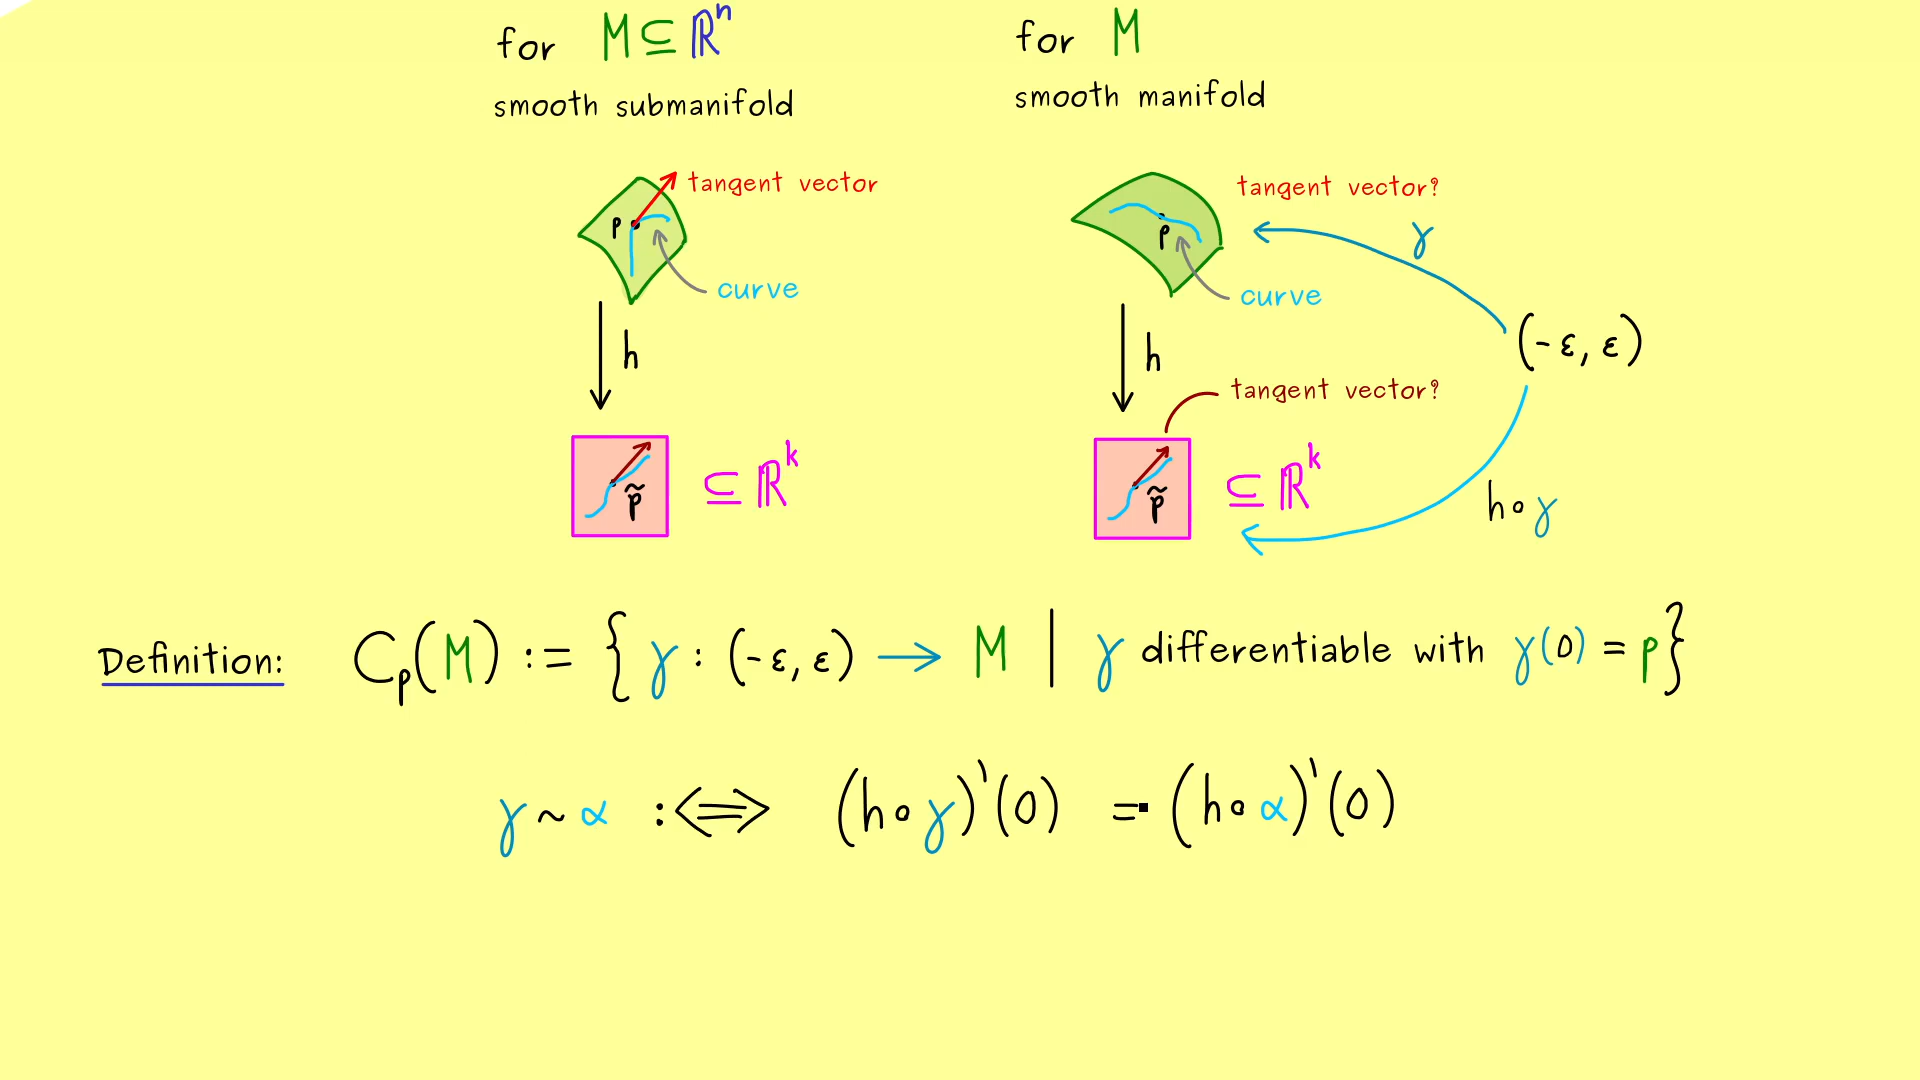 for M ⊆ ℝⁿ
smooth submanifold
for M
smooth manifold
tangent vector
p
curve
h
p̃
⊆ ℝᵏ
tangent vector?
γ
p
curve
(-ε, ε)
h
tangent vector?
p̃
⊆ ℝᵏ
h∘γ
Definition: Cₚ(M) := { γ : (-ε, ε) → M | γ differentiable with γ(0) = p }
γ ~ α :⟺ (h∘γ)'(0) = (h∘α)'(0)